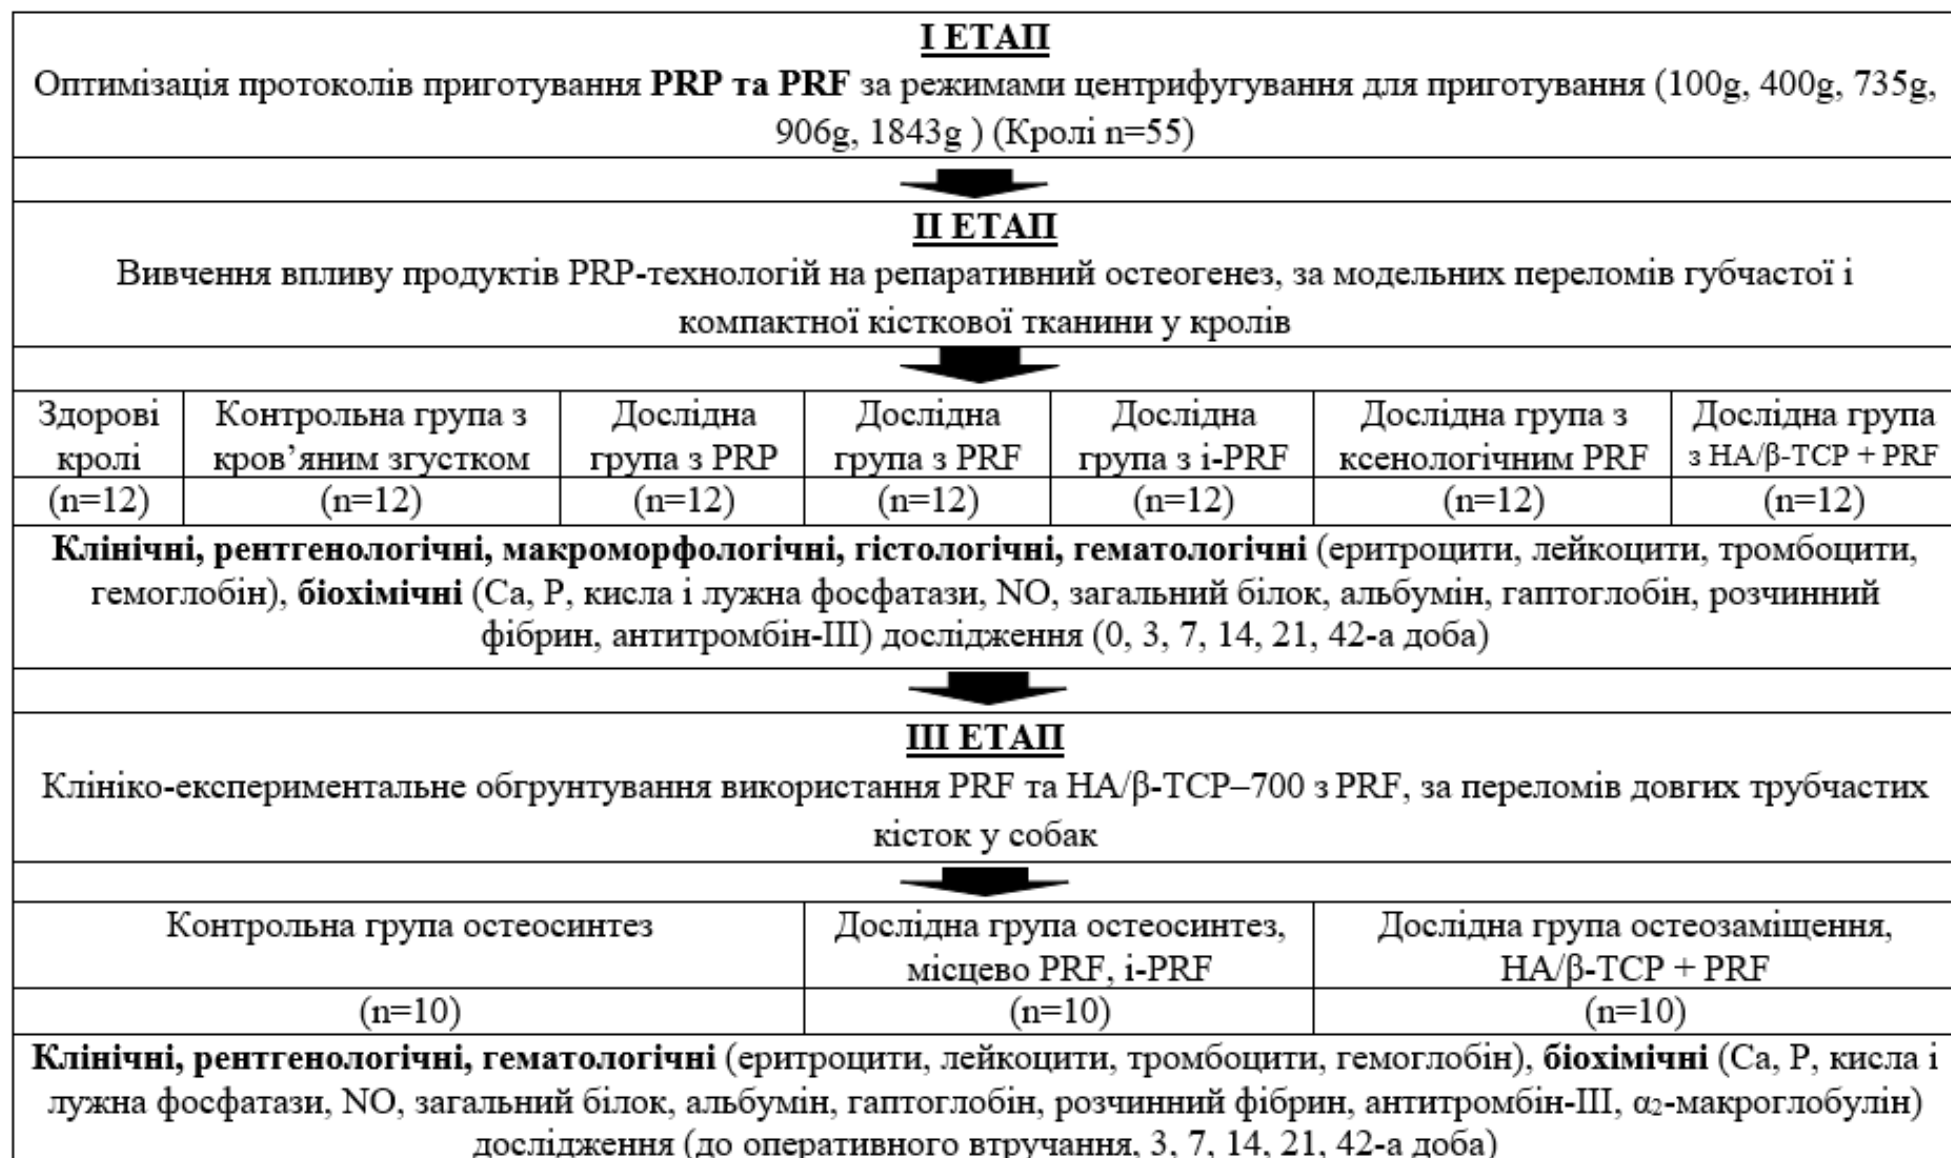 І ЕТАП
Оптимізація протоколів приготування PRP та PRF за режимами центрифугування для приготування (100g, 400g, 735g,
906g, 1843g ) (Кролі n=55)
ІІ ЕТАП
Вивчення впливу продуктів PRP-технологій на репаративний остеогенез, за модельних переломів губчастої і
компактної кісткової тканини у кролів
Здорові
кролі
(n=12)
Контрольна група з
кров’яним згустком
(n=12)
Дослідна
група з PRP
(n=12)
Дослідна
група з PRF
(n=12)
Дослідна
група з i-PRF
(n=12)
Дослідна група з
ксенологічним PRF
(n=12)
Дослідна група
з HA/β-TCP + PRF
(n=12)
Клінічні, рентгенологічні, макроморфологічні, гістологічні, гематологічні (еритроцити, лейкоцити, тромбоцити,
гемоглобін), біохімічні (Ca, P, кисла і лужна фосфатази, NO, загальний білок, альбумін, гаптоглобін, розчинний
фібрин, антитромбін-ІІІ) дослідження (0, 3, 7, 14, 21, 42-а доба)
ІІІ ЕТАП
Клініко-експериментальне обгрунтування використання PRF та HA/β-TCP–700 з PRF, за переломів довгих трубчастих
кісток у собак
Контрольна група остеосинтез
(n=10)
Дослідна група остеосинтез,
місцево PRF, i-PRF
(n=10)
Дослідна група остеозаміщення,
HA/β-TCP + PRF
(n=10)
Клінічні, рентгенологічні, гематологічні (еритроцити, лейкоцити, тромбоцити, гемоглобін), біохімічні (Ca, P, кисла і
лужна фосфатази, NO, загальний білок, альбумін, гаптоглобін, розчинний фібрин, антитромбін-ІІІ, α₂-макроглобулін)
дослідження (до оперативного втручання, 3, 7, 14, 21, 42-а доба)